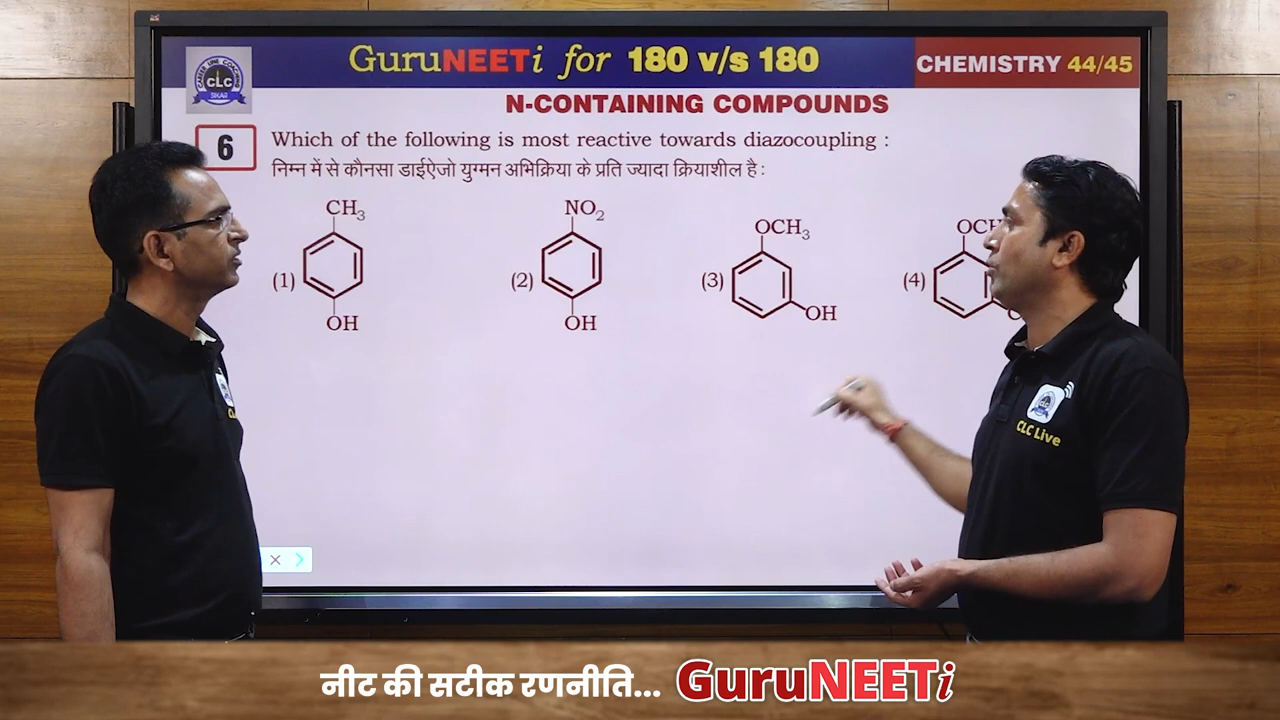 GuruNEETi for 180 v/s 180
CHEMISTRY 44/45
CLC
SIKAR
N-CONTAINING COMPOUNDS
6
Which of the following is most reactive towards diazocoupling :
निम्न में से कौनसा डाईऐजो युग्मन अभिक्रिया के प्रति ज्यादा क्रियाशील है :
(1) CH3 OH
(2) NO2 OH
(3) OCH3 OH
(4)
CLC Live
नीट की सटीक रणनीति... GuruNEETi